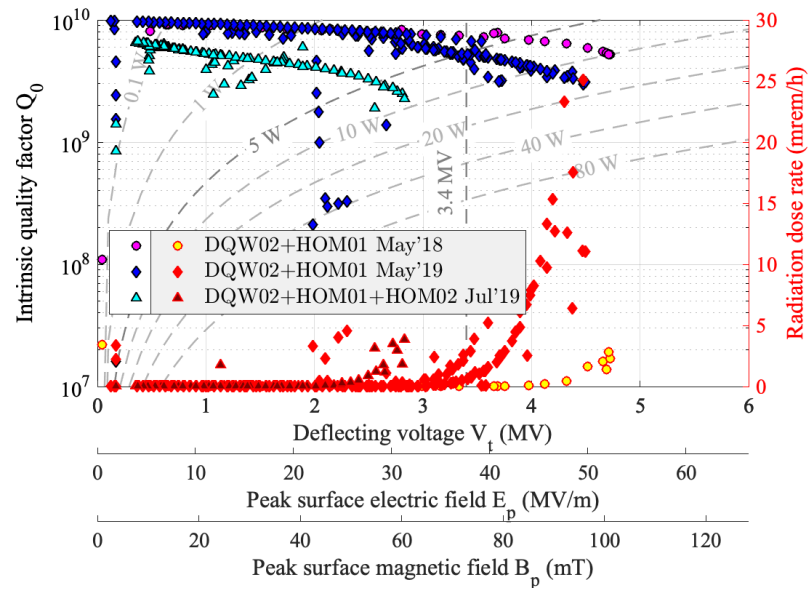 Intrinsic quality factor Q_0
10^10
10^9
10^8
10^7
0.1 W
1 W
5 W
10 W
20 W
40 W
80 W
3.4 MV
DQW02+HOM01 May'18
DQW02+HOM01 May'19
DQW02+HOM01+HOM02 Jul'19
30
25
20
15
10
5
0
Radiation dose rate (mrem/h)
0 1 2 3 4 5 6
Deflecting voltage V_t (MV)
0 10 20 30 40 50 60
Peak surface electric field E_p (MV/m)
0 20 40 60 80 100 120
Peak surface magnetic field B_p (mT)